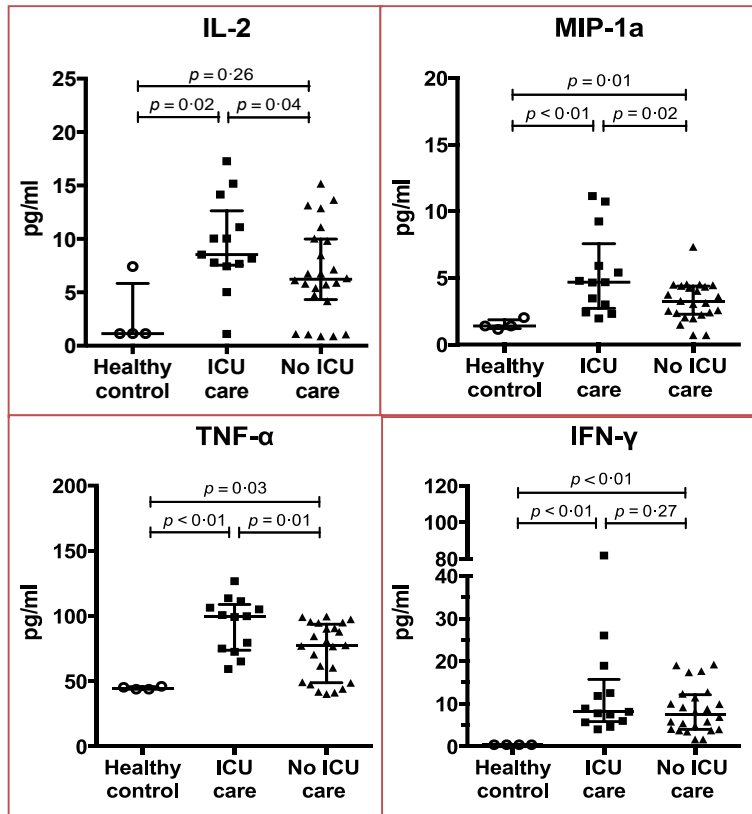 IL-2
25
20
15
10
5
0
pg/ml
p = 0·26
p = 0·02
p = 0·04
Healthy control
ICU care
No ICU care
MIP-1a
20
15
10
5
0
pg/ml
p = 0·01
p < 0·01
p = 0·02
Healthy control
ICU care
No ICU care
TNF-α
200
150
100
50
0
pg/ml
p = 0·03
p < 0·01
p = 0·01
Healthy control
ICU care
No ICU care
IFN-γ
120
100
80
40
30
20
10
0
pg/ml
p < 0·01
p < 0·01
p = 0·27
Healthy control
ICU care
No ICU care